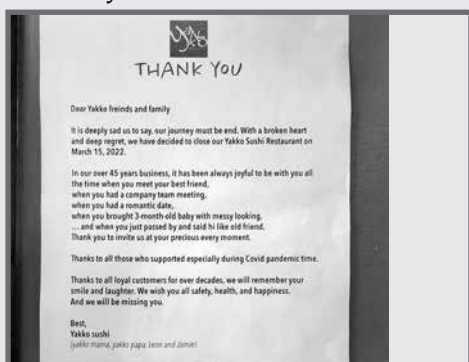 Yakko
THANK YOU
Dear Yakko freinds and family
It is deeply sad us to say, our journey must be end. With a broken heart
and deep regret, we have decided to close our Yakko Sushi Restaurant on
March 15, 2022.
In our over 45 years business, it has been always joyful to be with you all
the time when you meet your best friend,
when you had a company team meeting,
when you had a romantic date,
when you brought 3-month-old baby with messy looking,
... and when you just passed by and said hi like old friend.
Thank you to invite us at your precious every moment.
Thanks to all those who supported especially during Covid pandemic time.
Thanks to all loyal customers for over decades, we will remember your
smile and laughter. We wish you all safety, health, and happiness.
And we will be missing you.
Best,
Yakko sushi
(yakko mama, yakko papa, Leon and Jamie)